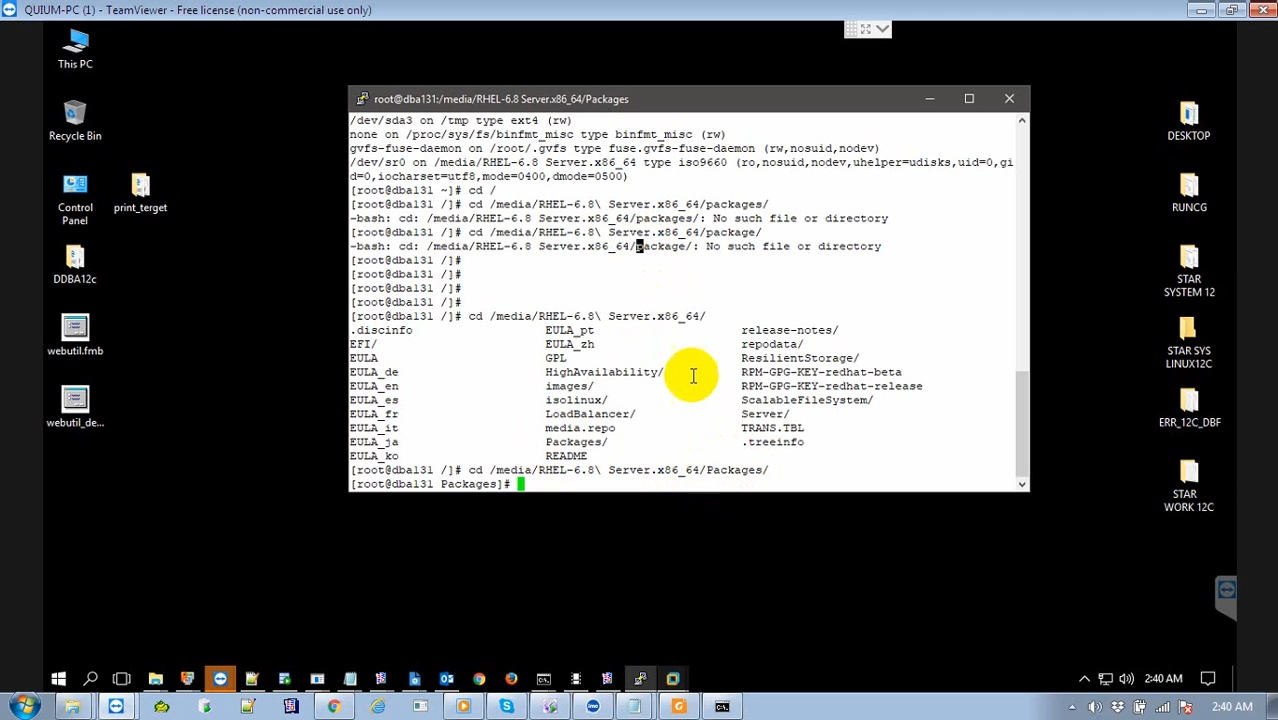 QUIUM-PC (1) - TeamViewer - Free license (non-commercial use only)
This PC
Recycle Bin
Control
Panel
print_terget
DDBA12c
webutil.fmb
webutil_de...
root@dba131:/media/RHEL-6.8 Server.x86_64/Packages
/dev/sda3 on /tmp type ext4 (rw)
none on /proc/sys/fs/binfmt_misc type binfmt_misc (rw)
gvfs-fuse-daemon on /root/.gvfs type fuse.gvfs-fuse-daemon (rw,nosuid,nodev)
/dev/sr0 on /media/RHEL-6.8 Server.x86_64 type iso9660 (ro,nosuid,nodev,uhelper=udisks,uid=0,gi
d=0,iocharset=utf8,mode=0400,dmode=0500)
[root@dba131 ~]# cd /
[root@dba131 /]# cd /media/RHEL-6.8\ Server.x86_64/packages/
-bash: cd: /media/RHEL-6.8 Server.x86_64/packages/: No such file or directory
[root@dba131 /]# cd /media/RHEL-6.8\ Server.x86_64/package/
-bash: cd: /media/RHEL-6.8 Server.x86_64/package/: No such file or directory
[root@dba131 /]#
[root@dba131 /]#
[root@dba131 /]#
[root@dba131 /]#
[root@dba131 /]# cd /media/RHEL-6.8\ Server.x86_64/
.discinfo EULA_pt release-notes/
EFI/ EULA_zh repodata/
EULA GPL ResilientStorage/
EULA_de HighAvailability/ RPM-GPG-KEY-redhat-beta
EULA_en images/ RPM-GPG-KEY-redhat-release
EULA_es isolinux/ ScalableFileSystem/
EULA_fr LoadBalancer/ Server/
EULA_it media.repo TRANS.TBL
EULA_ja Packages/ .treeinfo
EULA_ko README
[root@dba131 /]# cd /media/RHEL-6.8\ Server.x86_64/Packages/
[root@dba131 Packages]#
DESKTOP
RUNCG
STAR
SYSTEM 12
STAR SYS
LINUX12C
ERR_12C_DBF
STAR
WORK 12C
2:40 AM
2:40 AM